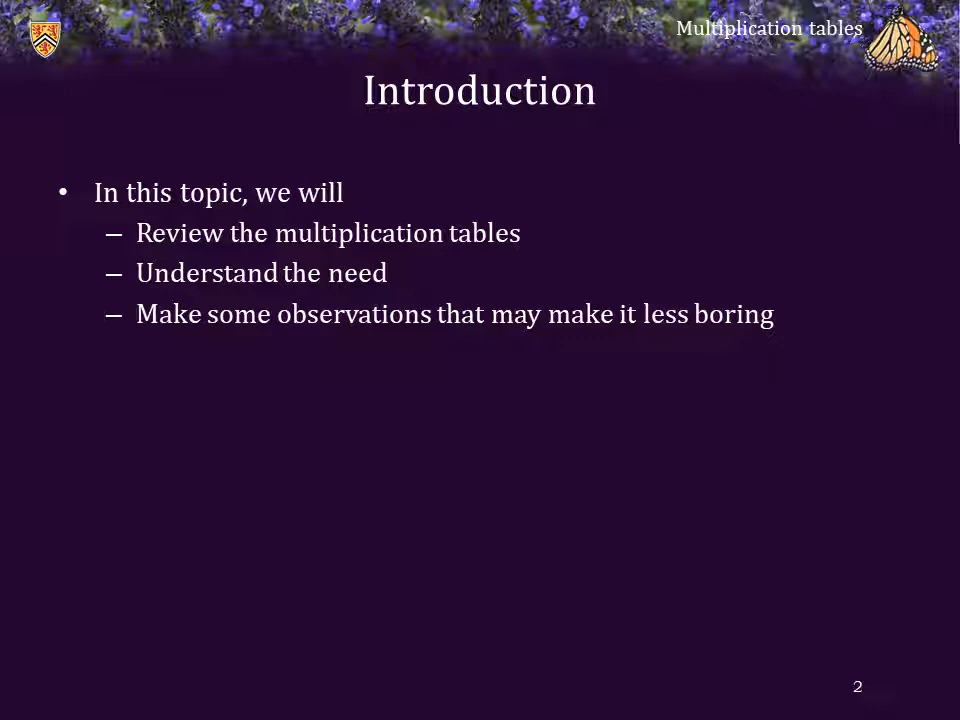 Multiplication tables
Introduction
• In this topic, we will
– Review the multiplication tables
– Understand the need
– Make some observations that may make it less boring
2